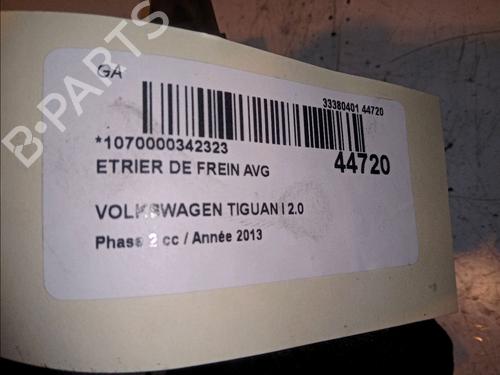 B-PARTS
GA
33380401 44720
*1070000342323
44720
ETRIER DE FREIN AVG
VOLKSWAGEN TIGUAN I 2.0
Phase 2 cc / Année 2013